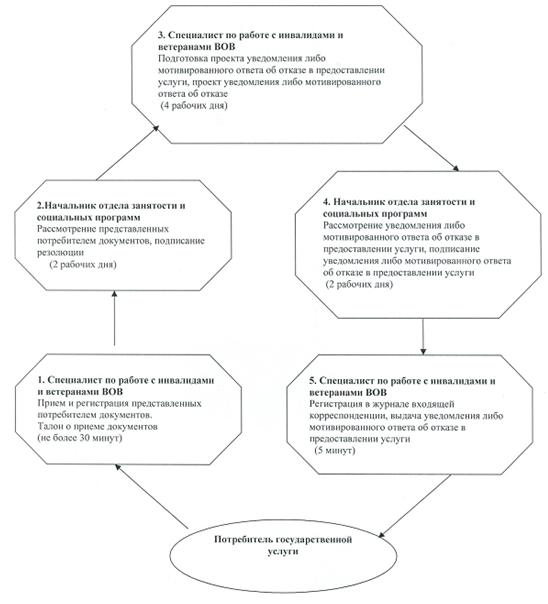 3. Специалист по работе с инвалидами и
ветеранами ВОВ
Подготовка проекта уведомления либо
мотивированного ответа об отказе в предоставлении
услуги, проект уведомления либо мотивированного
ответа об отказе
(4 рабочих дня)
2.Начальник отдела занятости и
социальных программ
Рассмотрение представленных
потребителем документов, подписание
резолюции
(2 рабочих дня)
4. Начальник отдела занятости и
социальных программ
Рассмотрение уведомления либо
мотивированного ответа об отказе в
предоставлении услуги, подписание
уведомления либо мотивированного ответа
об отказе в предоставлении услуги
(2 рабочих дня)
1. Специалист по работе с инвалидами
и ветеранами ВОВ
Прием и регистрация представленных
потребителем документов.
Талон о приеме документов
(не более 30 минут)
5. Специалист по работе с инвалидами и
ветеранами ВОВ
Регистрация в журнале входящей
корреспонденции, выдача уведомления либо
мотивированного ответа об отказе в
предоставлении услуги
(5 минут)
Потребитель государственной
услуги